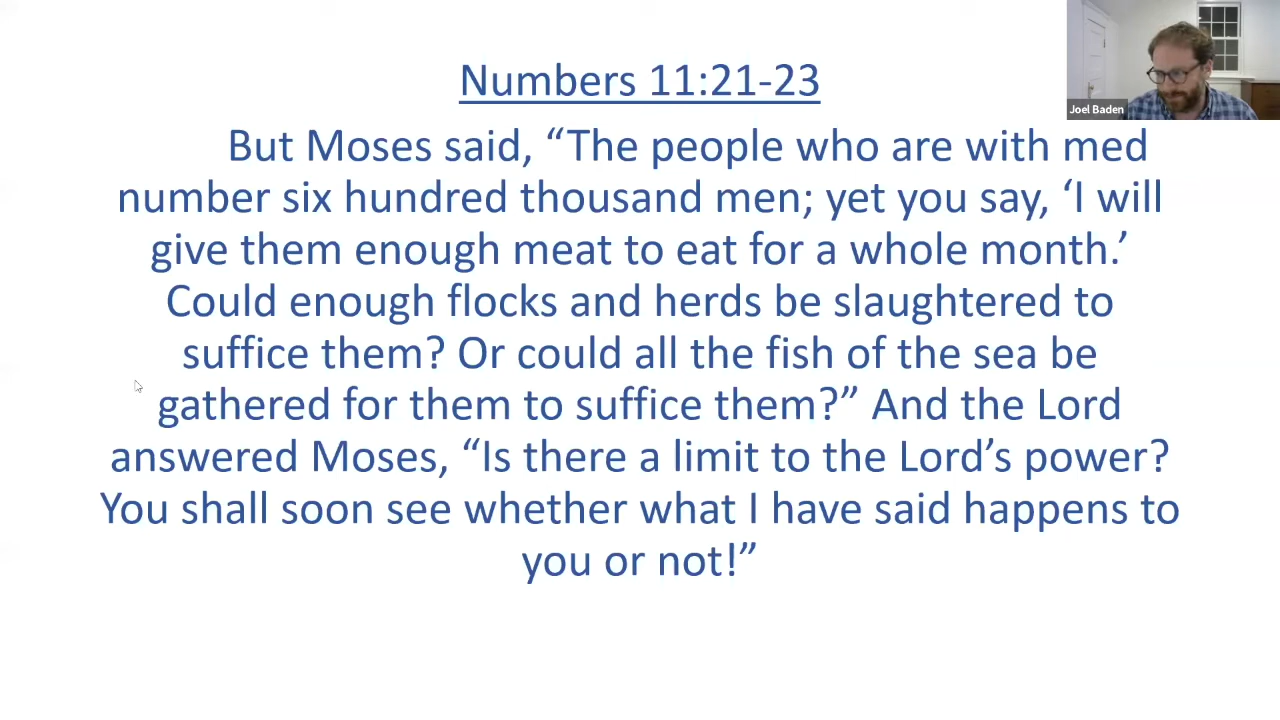 Joel Baden
Numbers 11:21-23
But Moses said, “The people who are with med
number six hundred thousand men; yet you say, ‘I will
give them enough meat to eat for a whole month.’
Could enough flocks and herds be slaughtered to
suffice them? Or could all the fish of the sea be
gathered for them to suffice them?” And the Lord
answered Moses, “Is there a limit to the Lord’s power?
You shall soon see whether what I have said happens to
you or not!”